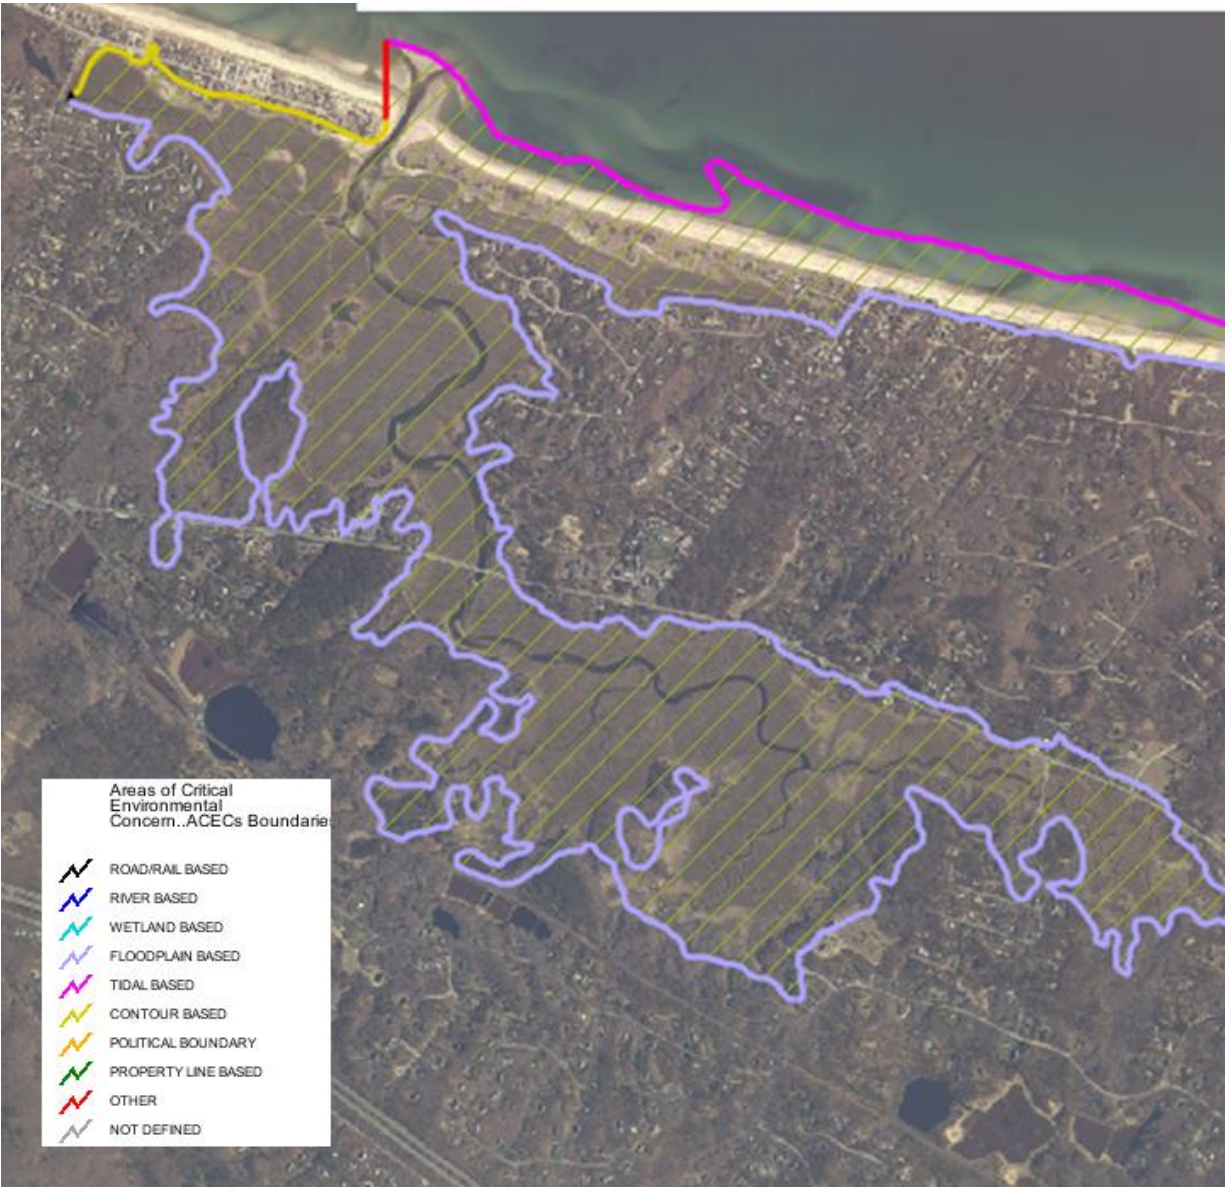 Areas of Critical
Environmental
Concern..ACECs Boundarie
ROAD/RAIL BASED
RIVER BASED
WETLAND BASED
FLOODPLAIN BASED
TIDAL BASED
CONTOUR BASED
POLITICAL BOUNDARY
PROPERTY LINE BASED
OTHER
NOT DEFINED